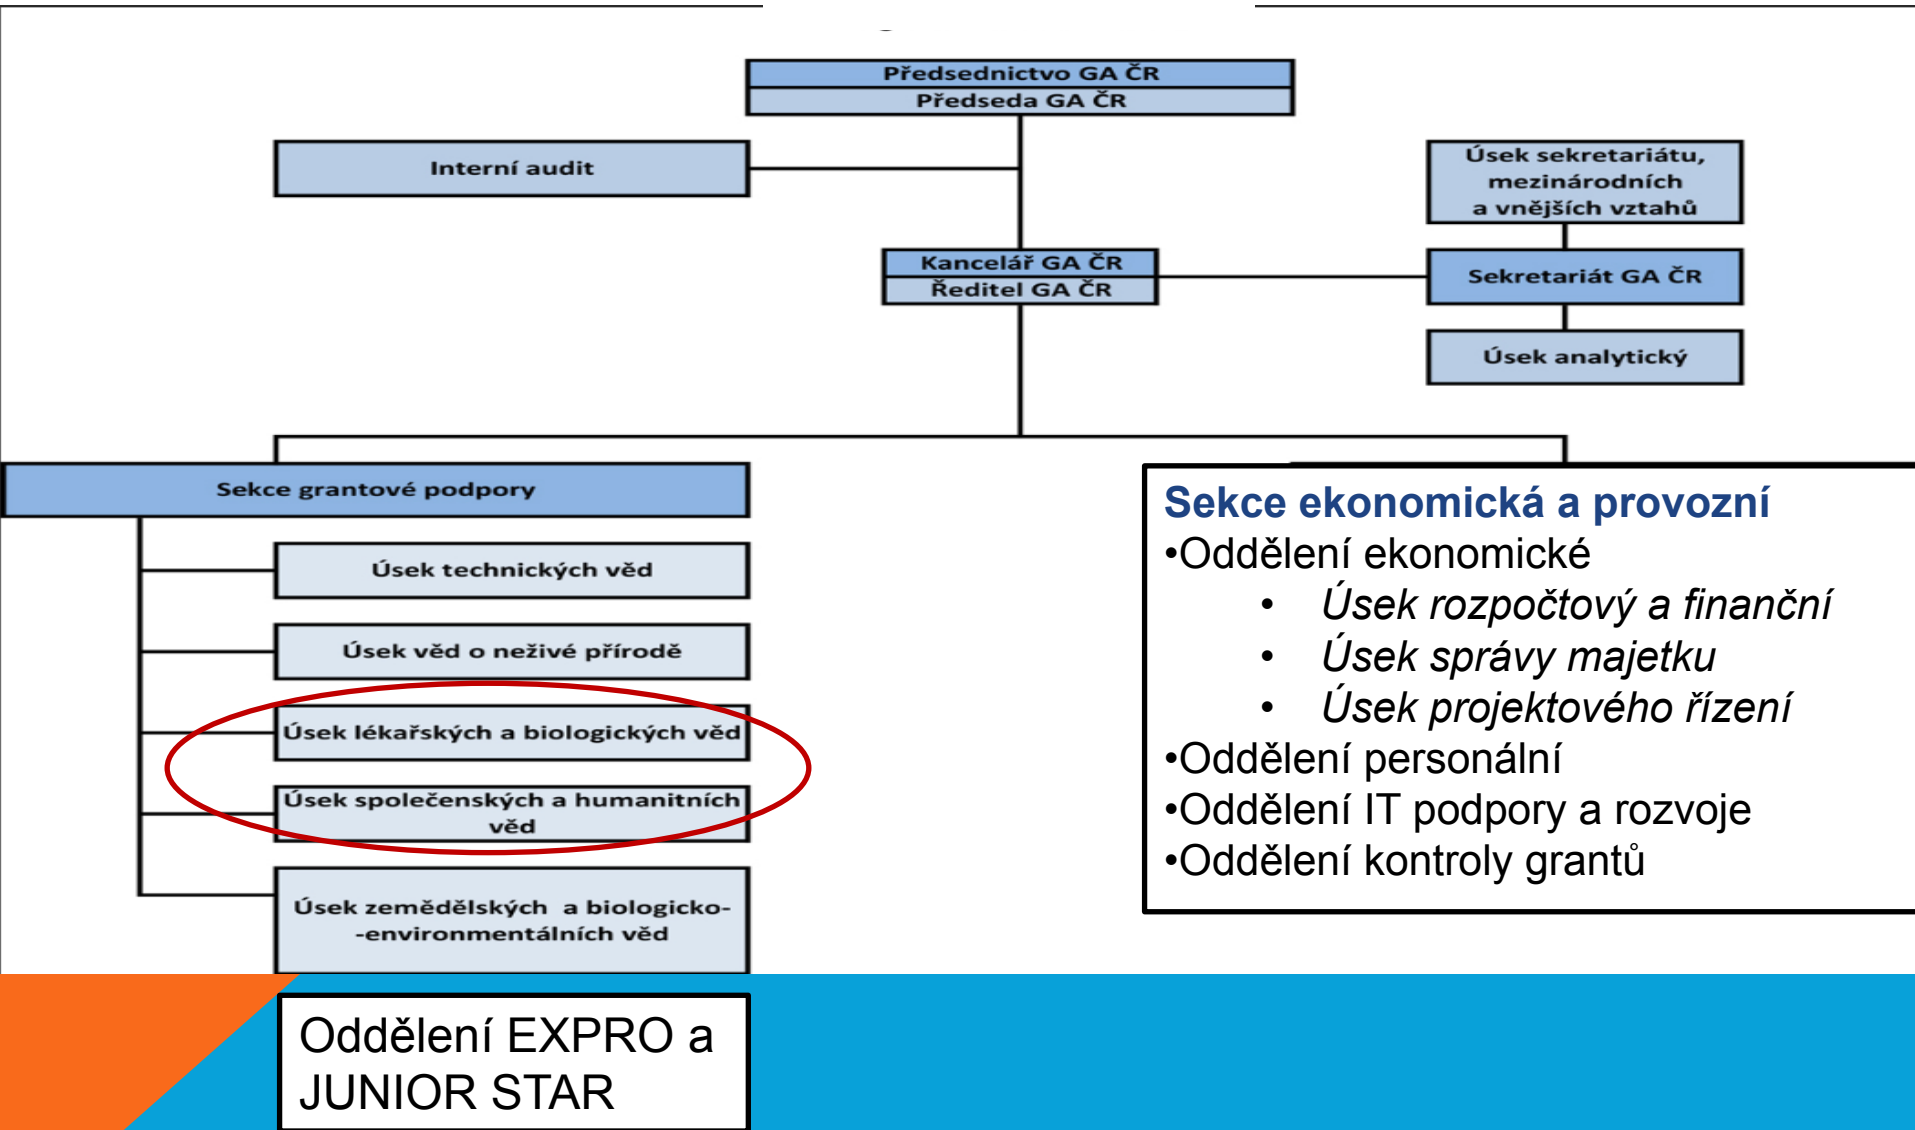 Předsednictvo GA ČR
Předseda GA ČR
Interní audit
Úsek sekretariátu,
mezinárodních
a vnějších vztahů
Kancelář GA ČR
Ředitel GA ČR
Sekretariát GA ČR
Úsek analytický
Sekce grantové podpory
Úsek technických věd
Úsek věd o neživé přírodě
Úsek lékařských a biologických věd
Úsek společenských a humanitních
věd
Úsek zemědělských a biologicko-
-environmentálních věd
Sekce ekonomická a provozní
•Oddělení ekonomické
• Úsek rozpočtový a finanční
• Úsek správy majetku
• Úsek projektového řízení
•Oddělení personální
•Oddělení IT podpory a rozvoje
•Oddělení kontroly grantů
Oddělení EXPRO a
JUNIOR STAR